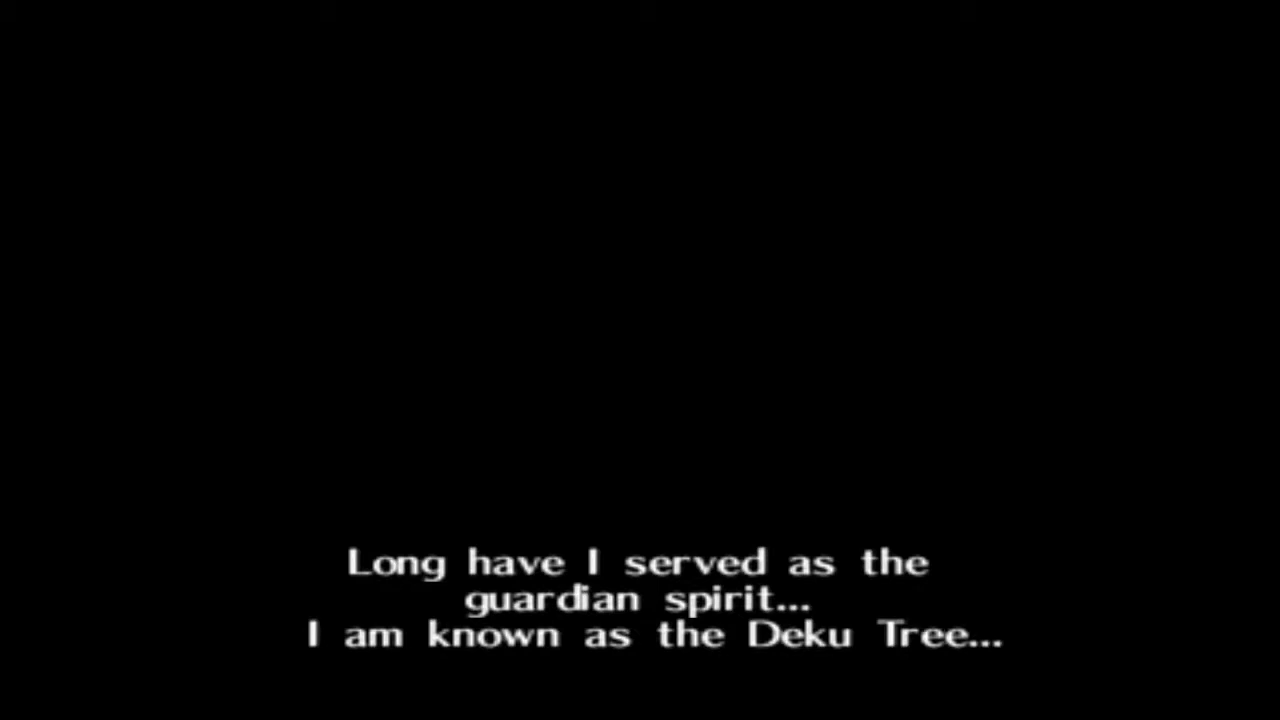 Long have I served as the
guardian spirit...
I am known as the Deku Tree...